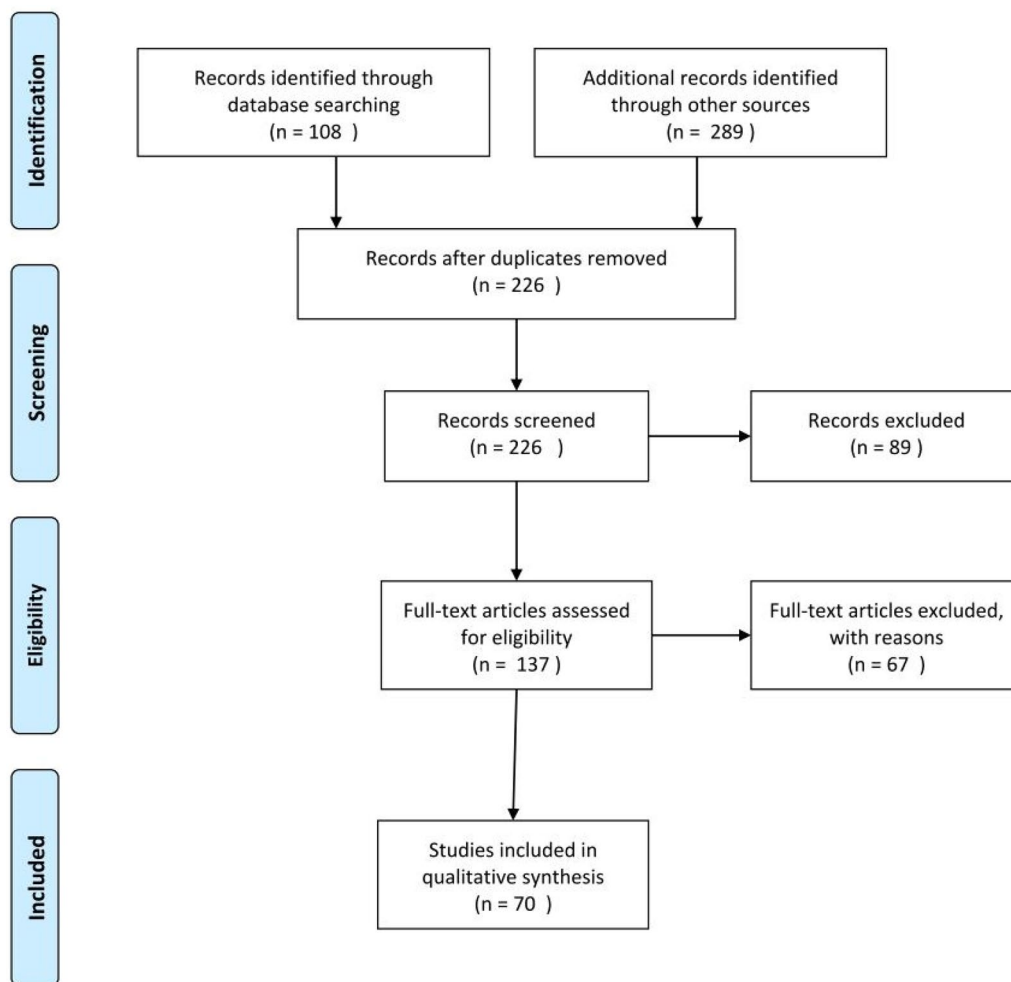 Identification
Records identified through
database searching
(n = 108 )
Additional records identified
through other sources
(n = 289 )
Records after duplicates removed
(n = 226 )
Screening
Records screened
(n = 226 )
Records excluded
(n = 89 )
Eligibility
Full-text articles assessed
for eligibility
(n = 137 )
Full-text articles excluded,
with reasons
(n = 67 )
Included
Studies included in
qualitative synthesis
(n = 70 )